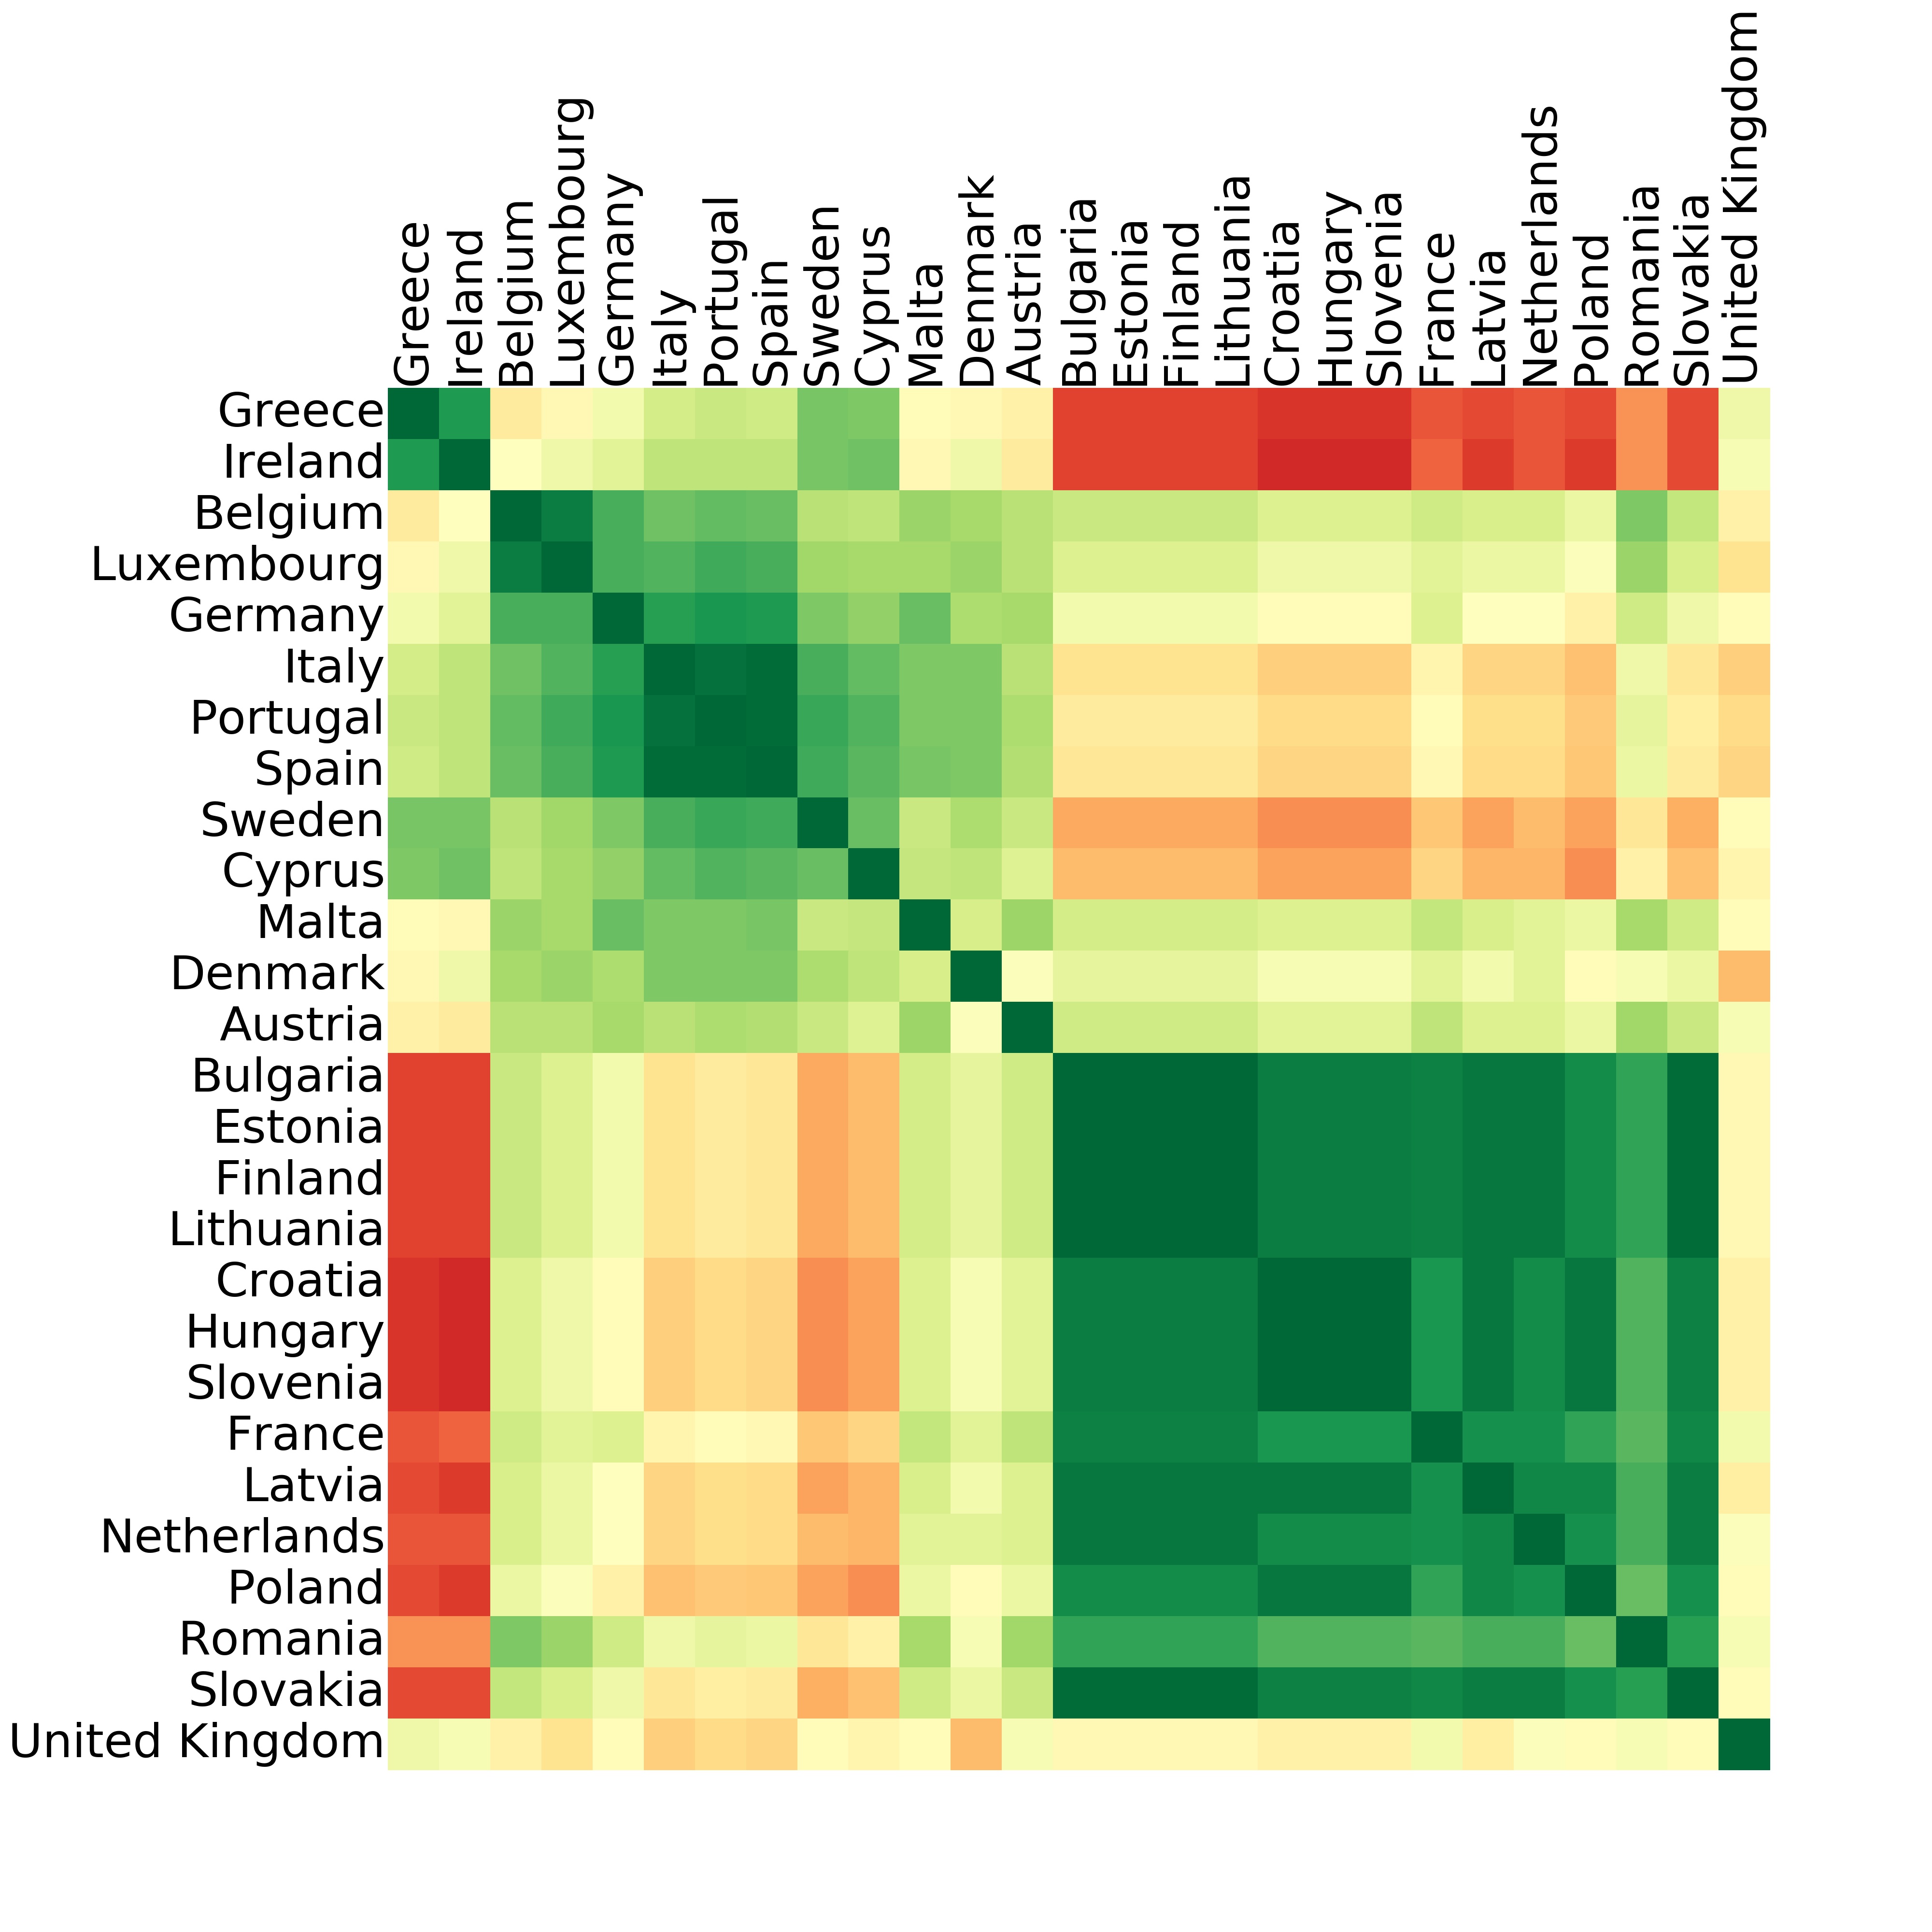 Greece
Ireland
Belgium
Luxembourg
Germany
Italy
Portugal
Spain
Sweden
Cyprus
Malta
Denmark
Austria
Bulgaria
Estonia
Finland
Lithuania
Croatia
Hungary
Slovenia
France
Latvia
Netherlands
Poland
Romania
Slovakia
United Kingdom
Greece
Ireland
Belgium
Luxembourg
Germany
Italy
Portugal
Spain
Sweden
Cyprus
Malta
Denmark
Austria
Bulgaria
Estonia
Finland
Lithuania
Croatia
Hungary
Slovenia
France
Latvia
Netherlands
Poland
Romania
Slovakia
United Kingdom